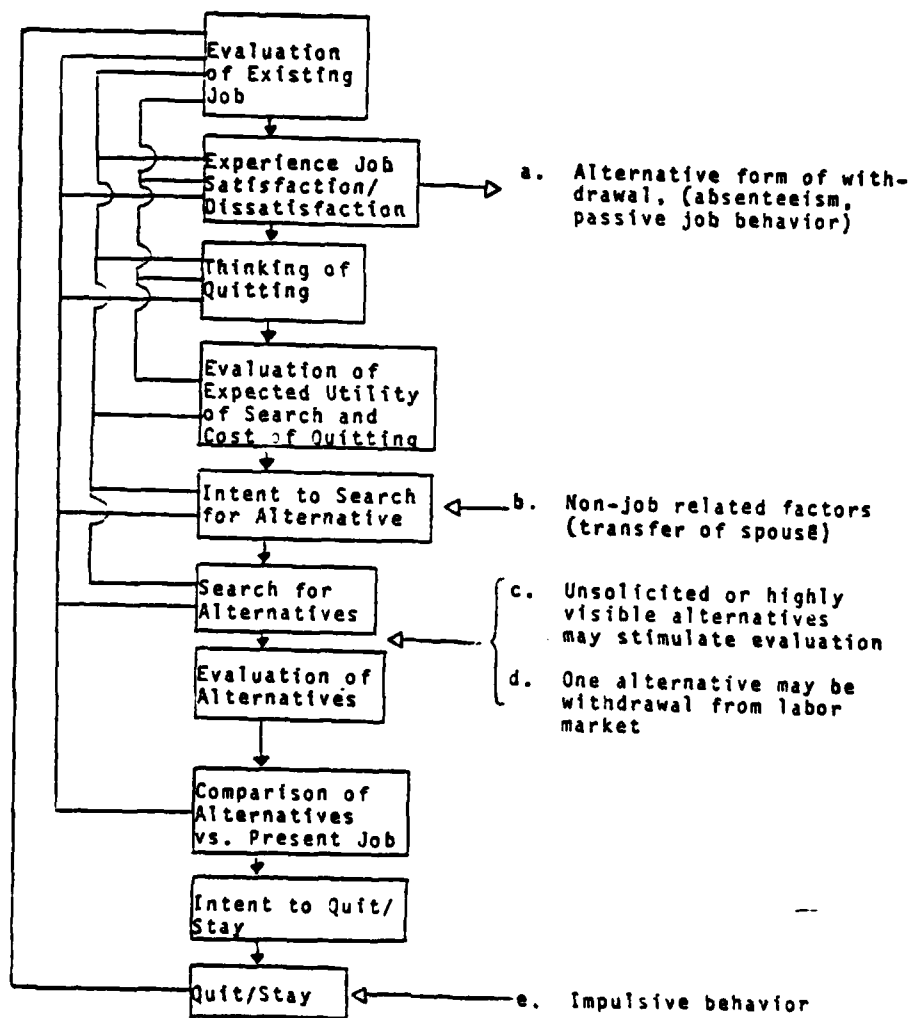 Evaluation
of Existing
Job
Experience Job
Satisfaction/
Dissatisfaction
a. Alternative form of with-
drawal, (absenteeism,
passive job behavior)
Thinking of
Quitting
Evaluation of
Expected Utility
of Search and
Cost of Quitting
Intent to Search
for Alternative
b. Non-job related factors
(transfer of spouse)
Search for
Alternatives
c. Unsolicited or highly
visible alternatives
may stimulate evaluation
Evaluation of
Alternatives
d. One alternative may be
withdrawal from labor
market
Comparison of
Alternatives
vs. Present Job
Intent to Quit/
Stay
Quit/Stay
e. Impulsive behavior